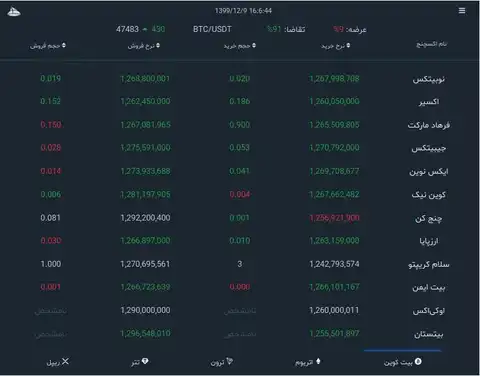 1399/12/9 16:6:44
عرضه: 9% تقاضا: 91% BTC/USDT 430 47483
نام اکسچنج نرخ خرید حجم خرید نرخ فروش حجم فروش
نوبیتکس 1,267,998,708 0.020 1,268,800,001 0.019
اکسیر 1,260,050,000 0.186 1,262,450,000 0.152
فرهاد مارکت 1,265,509,805 0.900 1,267,081,965 0.150
جیبیتکس 1,270,792,000 0.053 1,275,591,000 0.028
ایکس نوین 1,269,708,677 0.041 1,273,933,688 0.014
کوین نیک 1,267,662,482 0.004 1,281,197,905 0.006
چنج کن 1,256,921,900 0.001 1,292,200,400 0.081
ارزپایا 1,263,159,000 0.010 1,266,897,000 0.030
سلام کریپتو 1,242,793,574 3 1,270,695,561 1.000
بیت ایمن 1,266,101,167 0.000 1,266,723,639 0.001
اوکی‌اکس 1,260,000,011 نامشخص 1,290,000,000 نامشخص
بیتستان 1,255,501,897 نامشخص 1,296,548,010 نامشخص
بیت کوین اتریوم ترون تتر ریپل